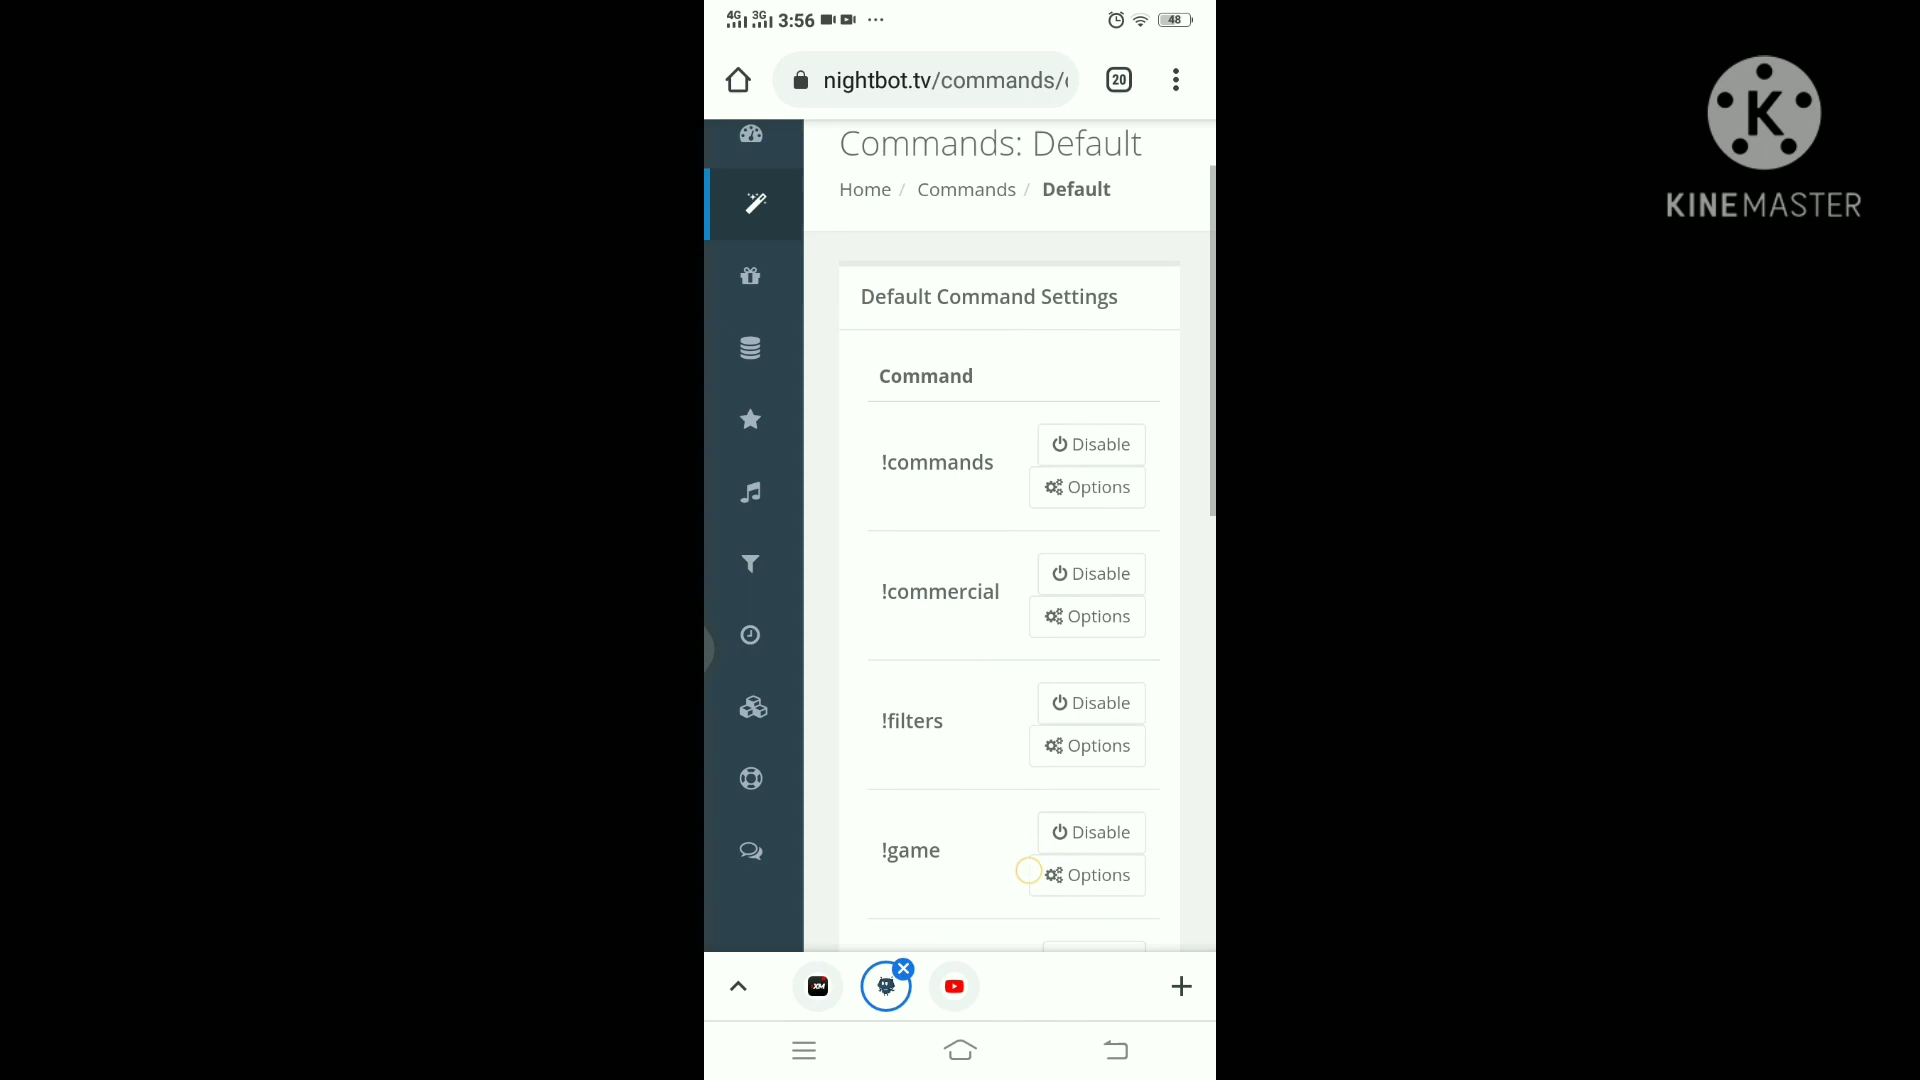 4G 3G 3:56 48
nightbot.tv/commands/
20
KINEMASTER
Commands: Default
Home / Commands / Default
Default Command Settings
Command
!commands
Disable
Options
!commercial
Disable
Options
!filters
Disable
Options
!game
Disable
Options
XM